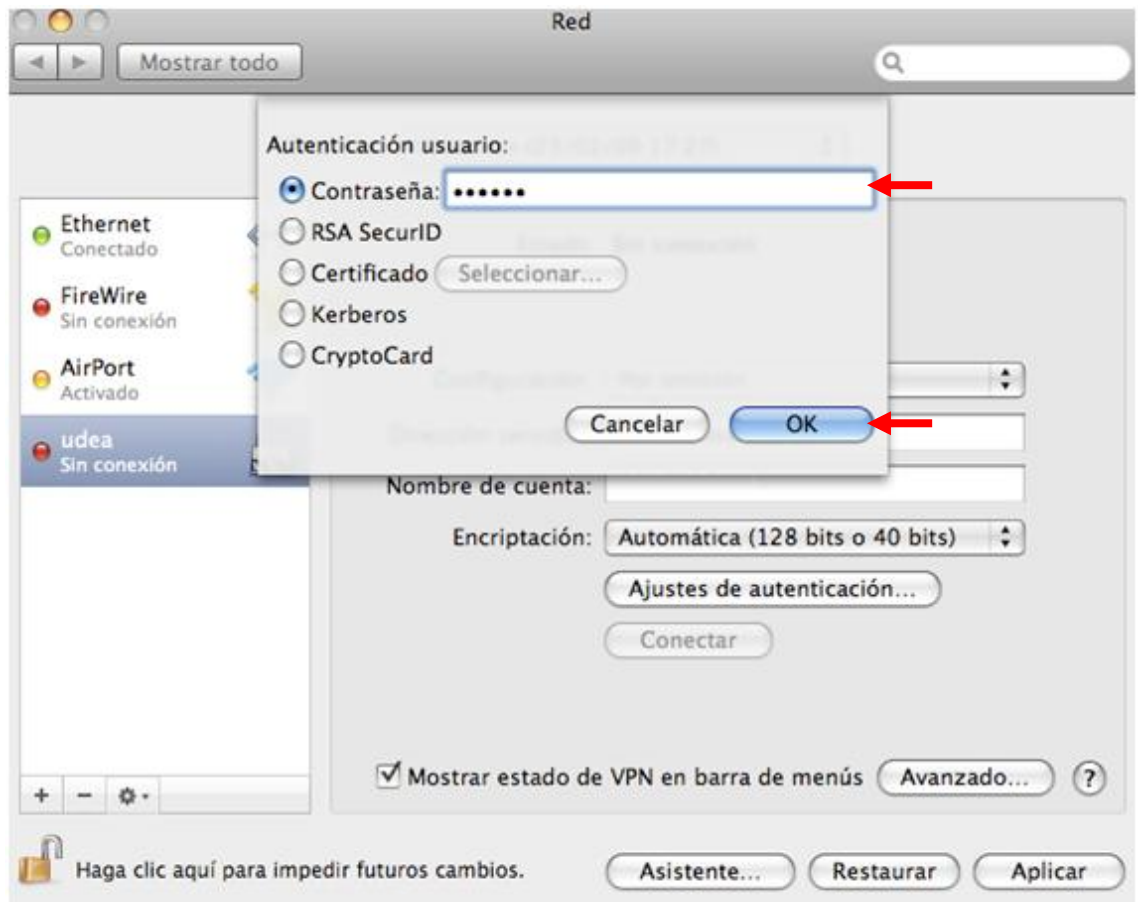 Red
Mostrar todo
Autenticación usuario:
Contraseña: ••••••
RSA SecurID
Certificado Seleccionar...
Kerberos
CryptoCard
Cancelar OK
Ethernet
Conectado
FireWire
Sin conexión
AirPort
Activado
udea
Sin conexión
Nombre de cuenta:
Encriptación: Automática (128 bits o 40 bits)
Ajustes de autenticación...
Conectar
Mostrar estado de VPN en barra de menús Avanzado... ?
Haga clic aquí para impedir futuros cambios. Asistente... Restaurar Aplicar